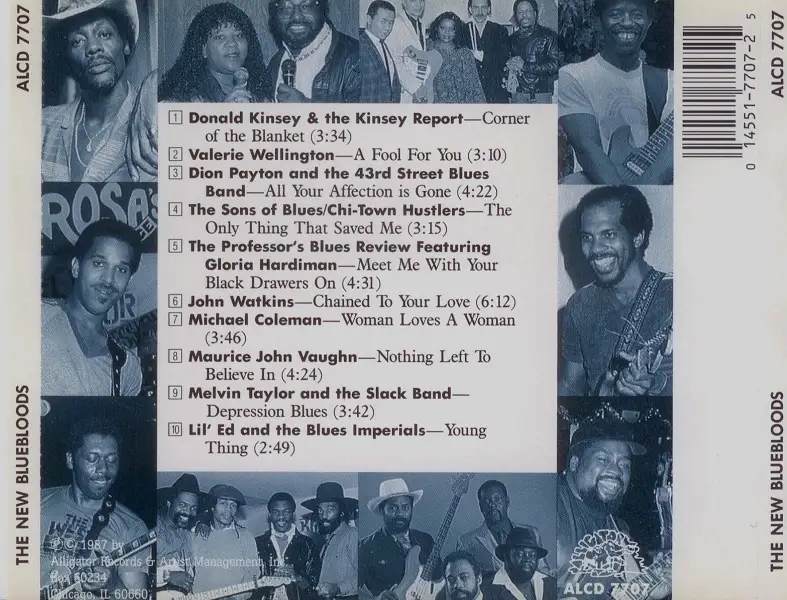 ALCD 7707
THE NEW BLUEBLOODS
1 Donald Kinsey & the Kinsey Report—Corner
of the Blanket (3:34)
2 Valerie Wellington—A Fool For You (3:10)
3 Dion Payton and the 43rd Street Blues
Band—All Your Affection is Gone (4:22)
4 The Sons of Blues/Chi-Town Hustlers—The
Only Thing That Saved Me (3:15)
5 The Professor's Blues Review Featuring
Gloria Hardiman—Meet Me With Your
Black Drawers On (4:31)
6 John Watkins—Chained To Your Love (6:12)
7 Michael Coleman—Woman Loves A Woman
(3:46)
8 Maurice John Vaughn—Nothing Left To
Believe In (4:24)
9 Melvin Taylor and the Slack Band—
Depression Blues (3:42)
10 Lil' Ed and the Blues Imperials—Young
Thing (2:49)
ROSA'S
℗ © 1987 by
Alligator Records & Artist Management, Inc.
Box 60234
Chicago, IL 60660
ALCD 7707
0 14551-7707-2 5
ALCD 7707
THE NEW BLUEBLOODS